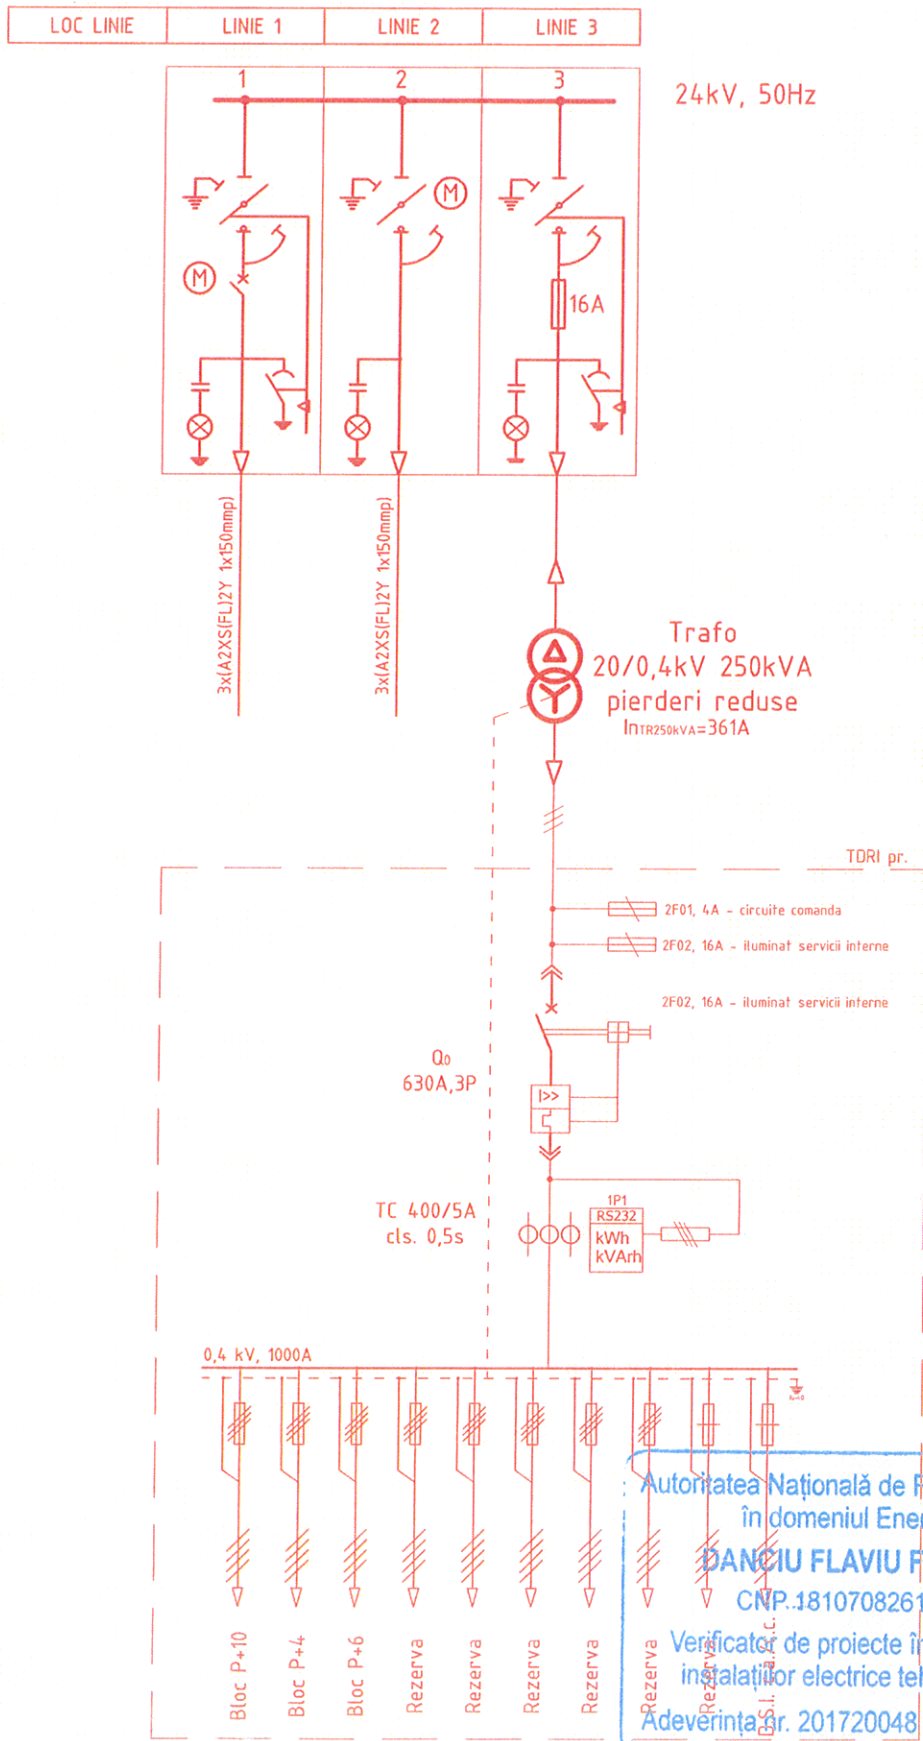 LOC LINIE LINIE 1 LINIE 2 LINIE 3
1 2 3
24kV, 50Hz
M
M
16A
3x(A2XS(FL)2Y 1x150mmp)
3x(A2XS(FL)2Y 1x150mmp)
Trafo
20/0,4kV 250kVA
pierderi reduse
InTR250kVA=361A
TDRI pr.
2F01, 4A - circuite comanda
2F02, 16A - iluminat servicii interne
2F02, 16A - iluminat servicii interne
Q0
630A,3P
I>>
TC 400/5A
cls. 0,5s
1P1
RS232
kWh
kVArh
0,4 kV, 1000A
Bloc P+10
Bloc P+4
Bloc P+6
Rezerva
Rezerva
Rezerva
Rezerva
Rezerva
Rezerva
Autoritatea Națională de R
în domeniul Ener
DANCIU FLAVIU F
CNP. 1810708261
Verificator de proiecte în
instalațiilor electrice teh
Adeverința nr. 201720048